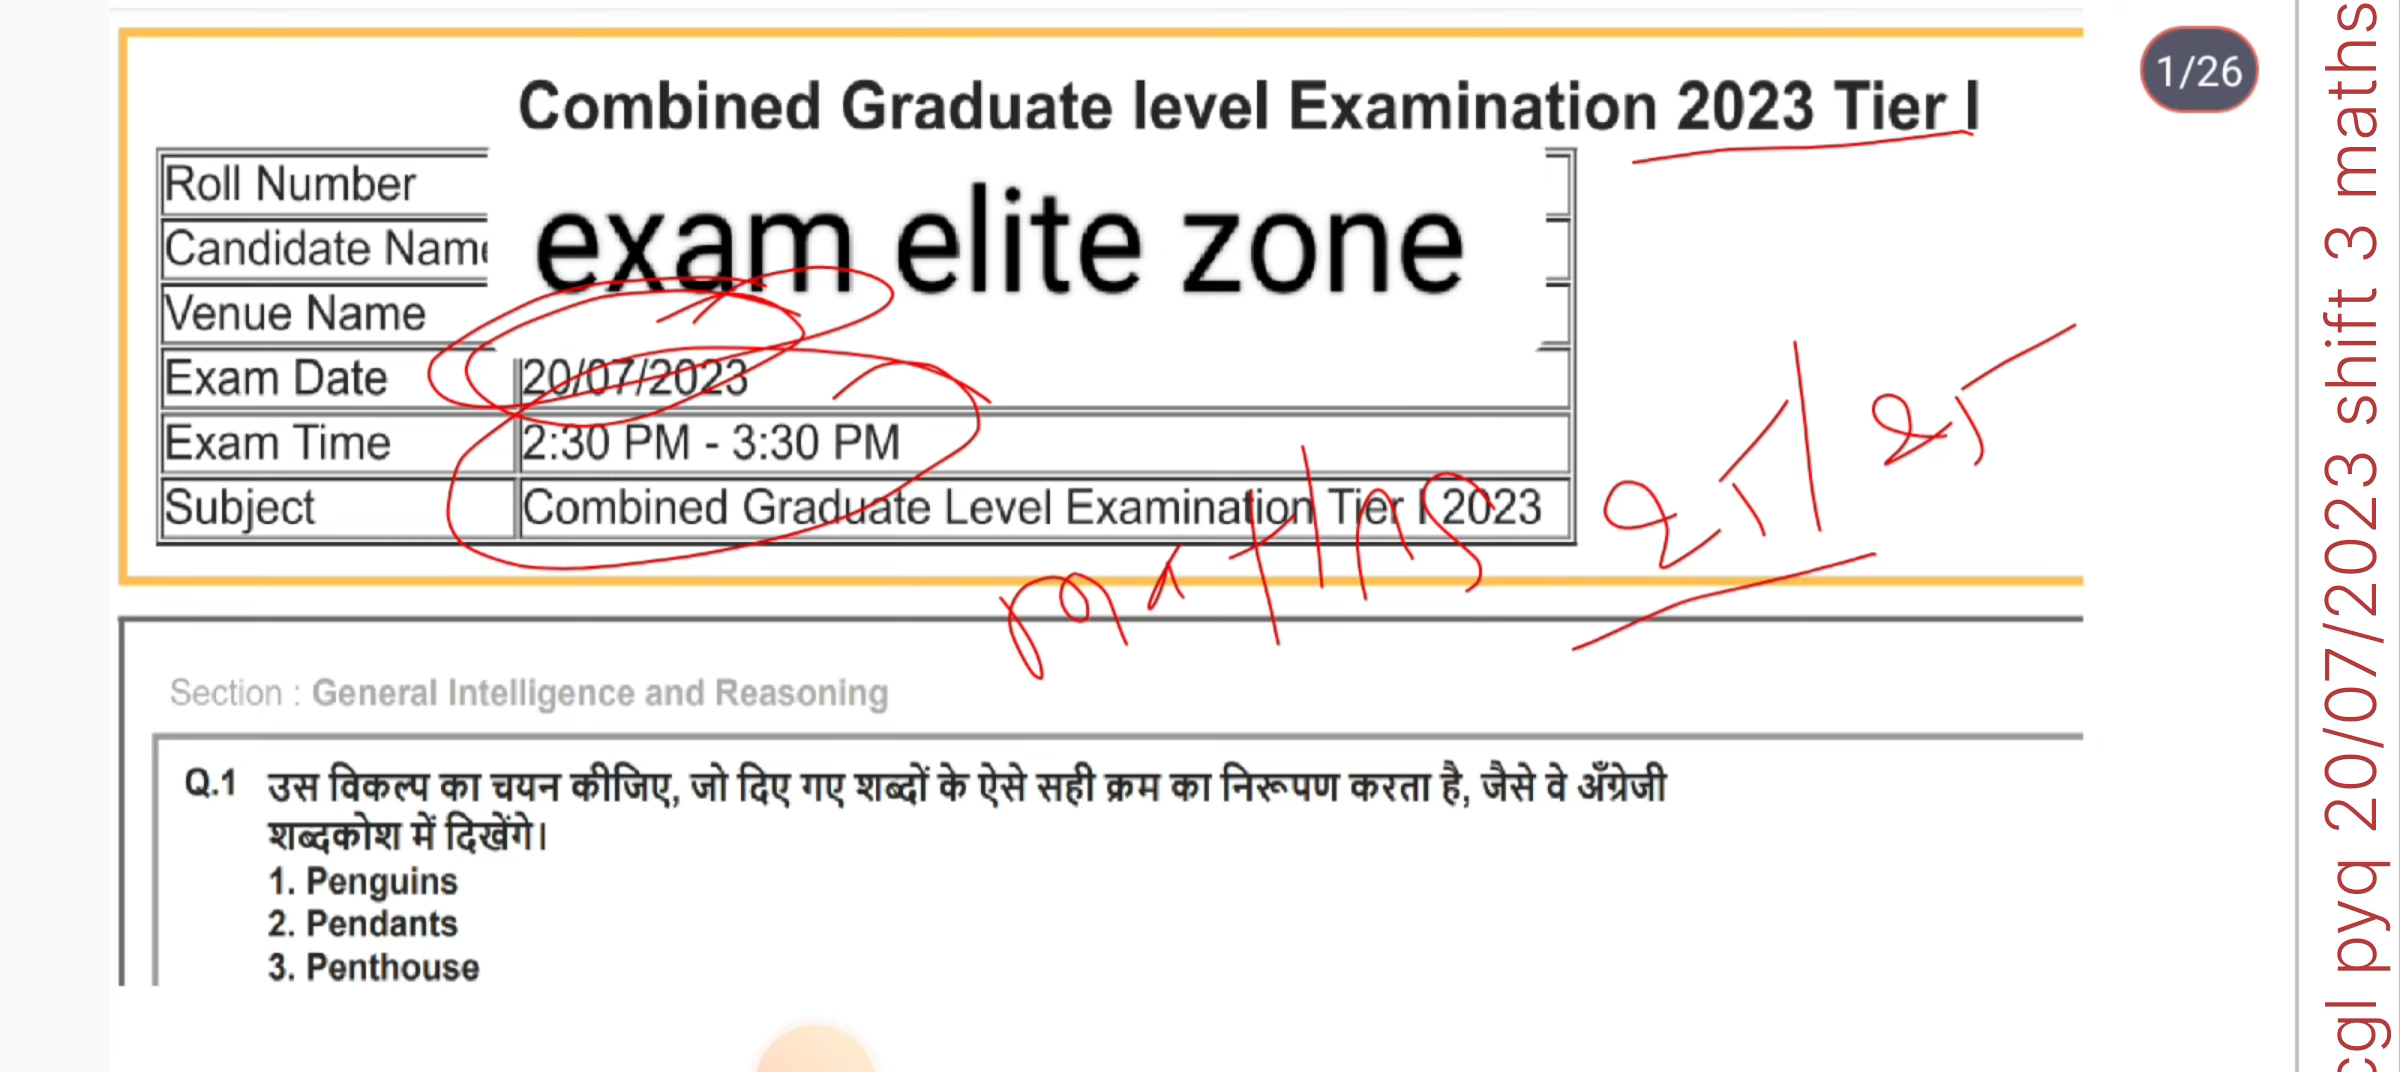 Combined Graduate level Examination 2023 Tier I
1/26
Roll Number
Candidate Name
exam elite zone
Venue Name
Exam Date 20/07/2023
Exam Time 2:30 PM - 3:30 PM
Subject Combined Graduate Level Examination Tier I 2023
maths
Section : General Intelligence and Reasoning
Q.1 उस विकल्प का चयन कीजिए, जो दिए गए शब्दों के ऐसे सही क्रम का निरूपण करता है, जैसे वे अँग्रेजी
शब्दकोश में दिखेंगे।
1. Penguins
2. Pendants
3. Penthouse
cgl pyq 20/07/2023 shift 3 maths